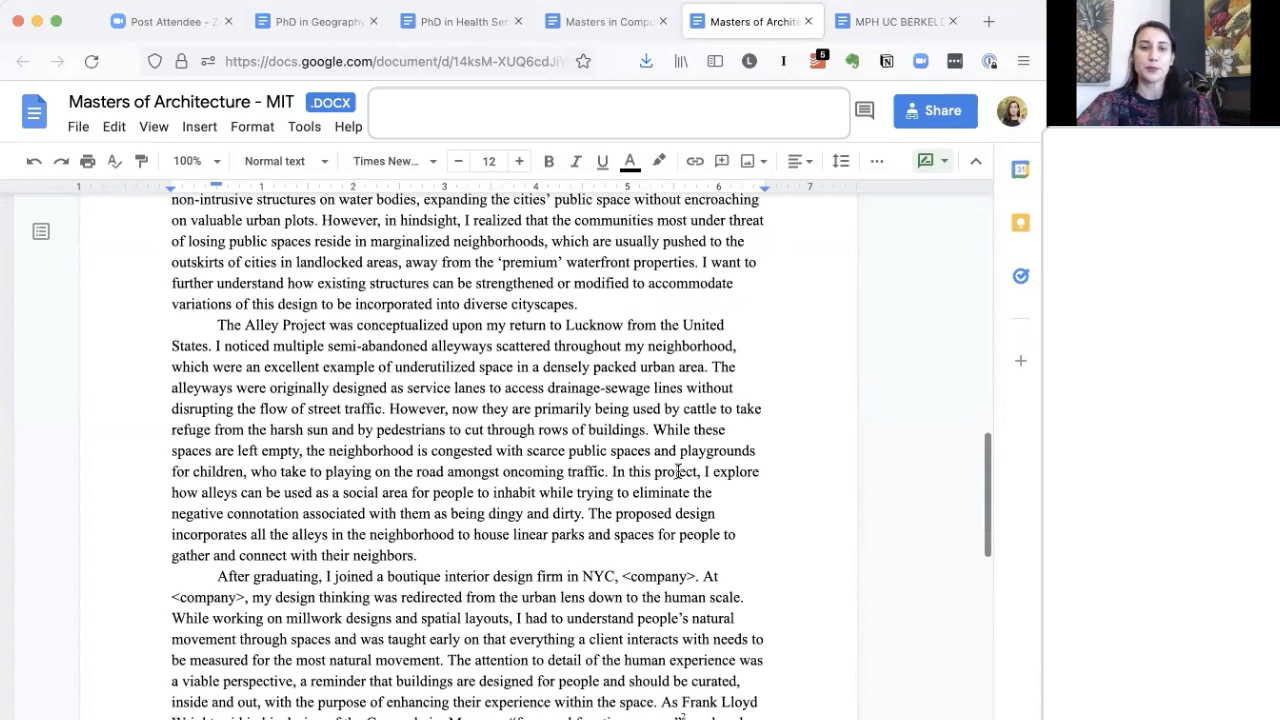 Post Attendee - Z
PhD in Geography
PhD in Health Ser
Masters in Compu
Masters of Archite
MPH UC BERKELE
https://docs.google.com/document/d/14ksM-XUQ6cdJi
5
Masters of Architecture - MIT
.DOCX
File Edit View Insert Format Tools Help
Share
100% Normal text Times New... 12 B I U A
31
1 1 2 3 4 5 6 7
non-intrusive structures on water bodies, expanding the cities’ public space without encroaching
on valuable urban plots. However, in hindsight, I realized that the communities most under threat
of losing public spaces reside in marginalized neighborhoods, which are usually pushed to the
outskirts of cities in landlocked areas, away from the ‘premium’ waterfront properties. I want to
further understand how existing structures can be strengthened or modified to accommodate
variations of this design to be incorporated into diverse cityscapes.
The Alley Project was conceptualized upon my return to Lucknow from the United
States. I noticed multiple semi-abandoned alleyways scattered throughout my neighborhood,
which were an excellent example of underutilized space in a densely packed urban area. The
alleyways were originally designed as service lanes to access drainage-sewage lines without
disrupting the flow of street traffic. However, now they are primarily being used by cattle to take
refuge from the harsh sun and by pedestrians to cut through rows of buildings. While these
spaces are left empty, the neighborhood is congested with scarce public spaces and playgrounds
for children, who take to playing on the road amongst oncoming traffic. In this project, I explore
how alleys can be used as a social area for people to inhabit while trying to eliminate the
negative connotation associated with them as being dingy and dirty. The proposed design
incorporates all the alleys in the neighborhood to house linear parks and spaces for people to
gather and connect with their neighbors.
After graduating, I joined a boutique interior design firm in NYC, <company>. At
<company>, my design thinking was redirected from the urban lens down to the human scale.
While working on millwork designs and spatial layouts, I had to understand people’s natural
movement through spaces and was taught early on that everything a client interacts with needs to
be measured for the most natural movement. The attention to detail of the human experience was
a viable perspective, a reminder that buildings are designed for people and should be curated,
inside and out, with the purpose of enhancing their experience within the space. As Frank Lloyd